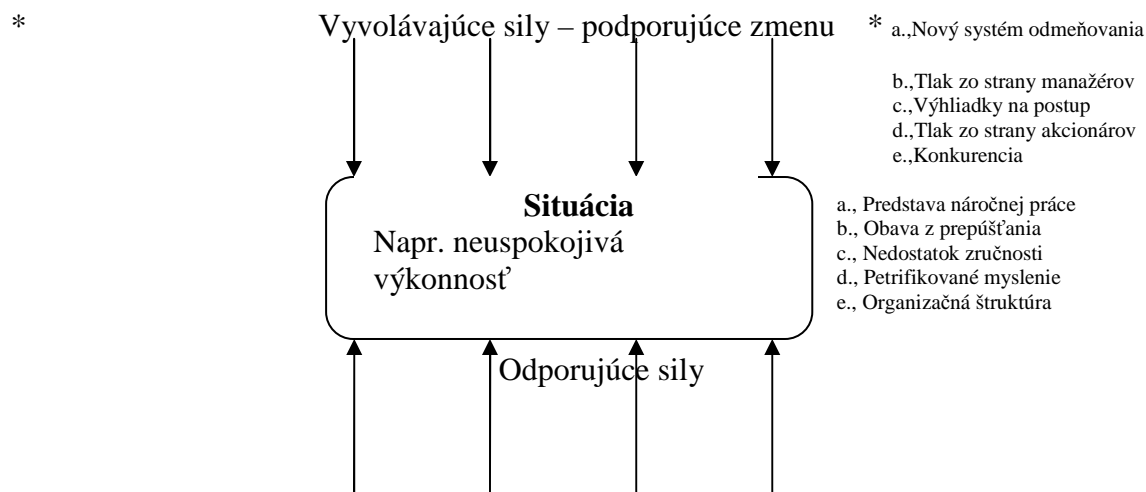 *
Vyvolávajúce sily – podporujúce zmenu
* a.,Nový systém odmeňovania
b.,Tlak zo strany manažérov
c.,Výhliadky na postup
d.,Tlak zo strany akcionárov
e.,Konkurencia
Situácia
Napr. neuspokojivá
výkonnosť
a., Predstava náročnej práce
b., Obava z prepúšťania
c., Nedostatok zručnosti
d., Petrifikované myslenie
e., Organizačná štruktúra
Odporujúce sily